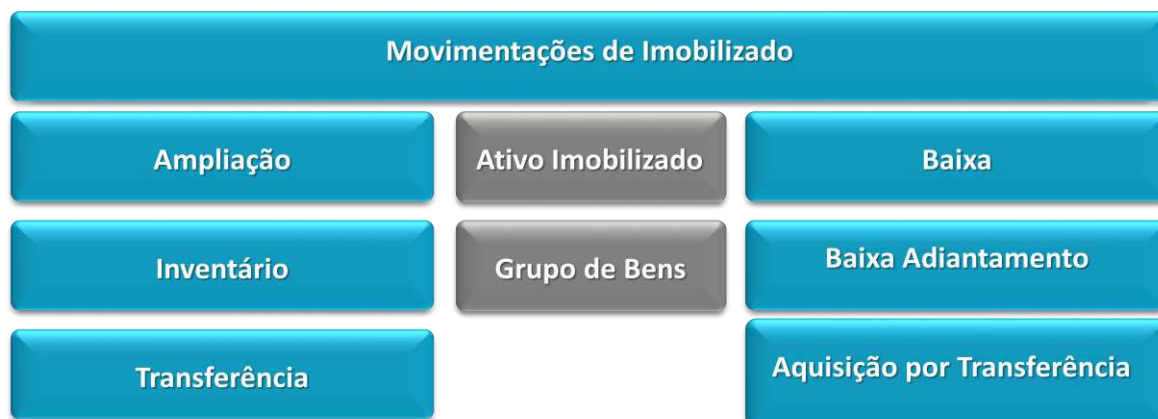 Movimentações de Imobilizado
Ampliação
Ativo Imobilizado
Baixa
Inventário
Grupo de Bens
Baixa Adiantamento
Transferência
Aquisição por Transferência